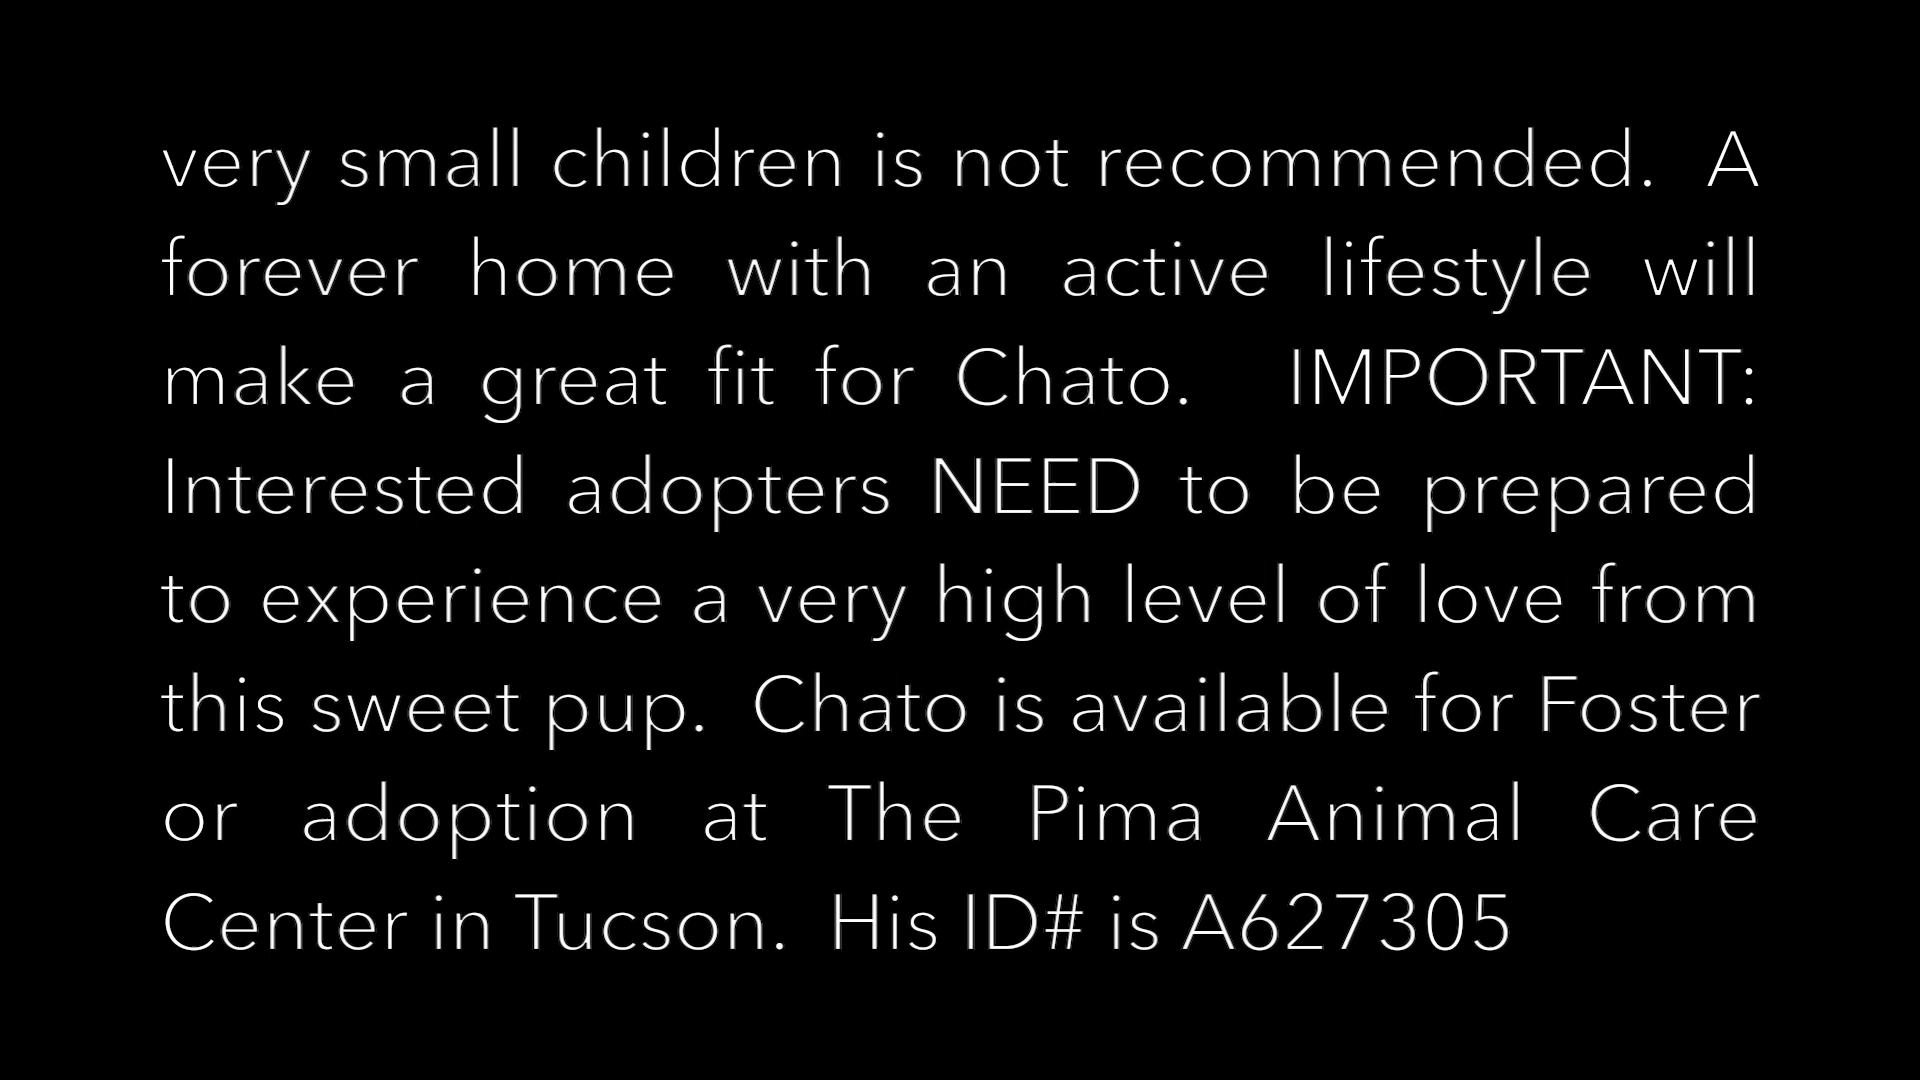 very small children is not recommended.  A
forever home with an active lifestyle will
make a great fit for Chato.  IMPORTANT:
Interested adopters NEED to be prepared
to experience a very high level of love from
this sweet pup.  Chato is available for Foster
or adoption at The Pima Animal Care
Center in Tucson.  His ID# is A627305